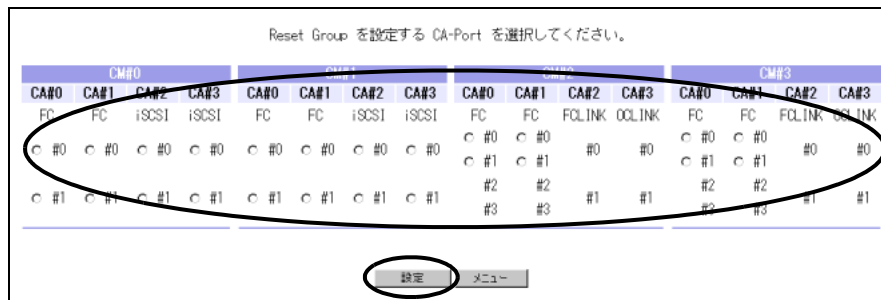 Reset Group を設定する CA-Port を選択してください。
CM#0 CM#1 CM#2 CM#3
CA#0 CA#1 CA#2 CA#3 CA#0 CA#1 CA#2 CA#3 CA#0 CA#1 CA#2 CA#3 CA#0 CA#1 CA#2 CA#3
FC FC iSCSI iSCSI FC FC iSCSI iSCSI FC FC FCLINK OCLINK FC FC FCLINK OCLINK
#0 #0 #0 #0 #0 #0 #0 #0 #0 #0 #0 #0 #0 #0 #0 #0
#1 #1 #1 #1
#1 #1 #1 #1 #1 #1 #1 #1 #2 #2 #1 #1 #2 #2 #1 #1
#3 #3 #3 #3
設定 メニュー